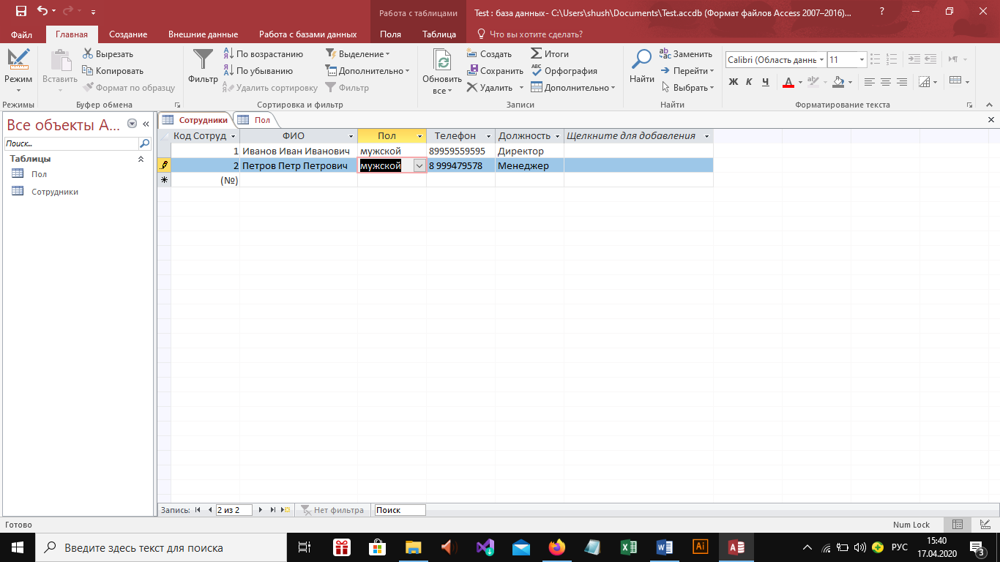 Работа с таблицами
Test : база данных- C:\Users\shush\Documents\Test.accdb (Формат файлов Access 2007–2016)...
?
Файл
Главная
Создание
Внешние данные
Работа с базами данных
Поля
Таблица
Что вы хотите сделать?
Режим
Режимы
Вставить
Вырезать
Копировать
Формат по образцу
Буфер обмена
Фильтр
По возрастанию
По убыванию
Удалить сортировку
Выделение
Дополнительно
Фильтр
Сортировка и фильтр
Обновить
все
Создать
Сохранить
Удалить
Итоги
Орфография
Дополнительно
Записи
Найти
Заменить
Перейти
Выбрать
Найти
Calibri (Область даннь
11
Ж К Ч
А
Форматирование текста
Все объекты A...
Поиск...
Таблицы
Пол
Сотрудники
Сотрудники
Пол
Код Сотруд ФИО Пол Телефон Должность Щелкните для добавления
1 Иванов Иван Иванович мужской 89959559595 Директор
2 Петров Петр Петрович мужской 8 999479578 Менеджер
(№)
Запись: 2 из 2 Нет фильтра Поиск
Готово
Num Lock
Введите здесь текст для поиска
Ai
РУС
15:40
17.04.2020
3